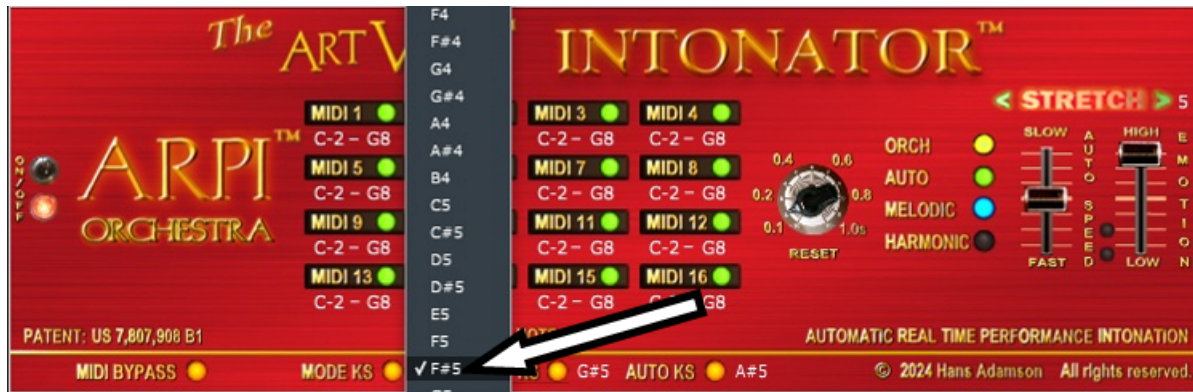 The ART V INTONATOR™
ARPI™
ORCHESTRA
ON/OFF
F4
F#4
G4
G#4
A4
A#4
B4
C5
C#5
D5
D#5
E5
F5
✓ F#5
MIDI 1 MIDI 3 MIDI 4
C-2 – G8 C-2 – G8 C-2 – G8
MIDI 5 MIDI 7 MIDI 8
C-2 – G8 C-2 – G8 C-2 – G8
MIDI 9 MIDI 11 MIDI 12
C-2 – G8 C-2 – G8 C-2 – G8
MIDI 13 MIDI 15 MIDI 16
C-2 – G8 C-2 – G8 G8
0.4 0.6
0.2 0.8
0.1 1.0s
RESET
< STRETCH > 5
ORCH
AUTO
MELODIC
HARMONIC
SLOW
FAST
AUTO SPEED
HIGH
LOW
EMOTION
PATENT: US 7,807,908 B1
AUTOMATIC REAL TIME PERFORMANCE INTONATION
MIDI BYPASS MODE KS G#5 AUTO KS A#5
© 2024 Hans Adamson All rights reserved.